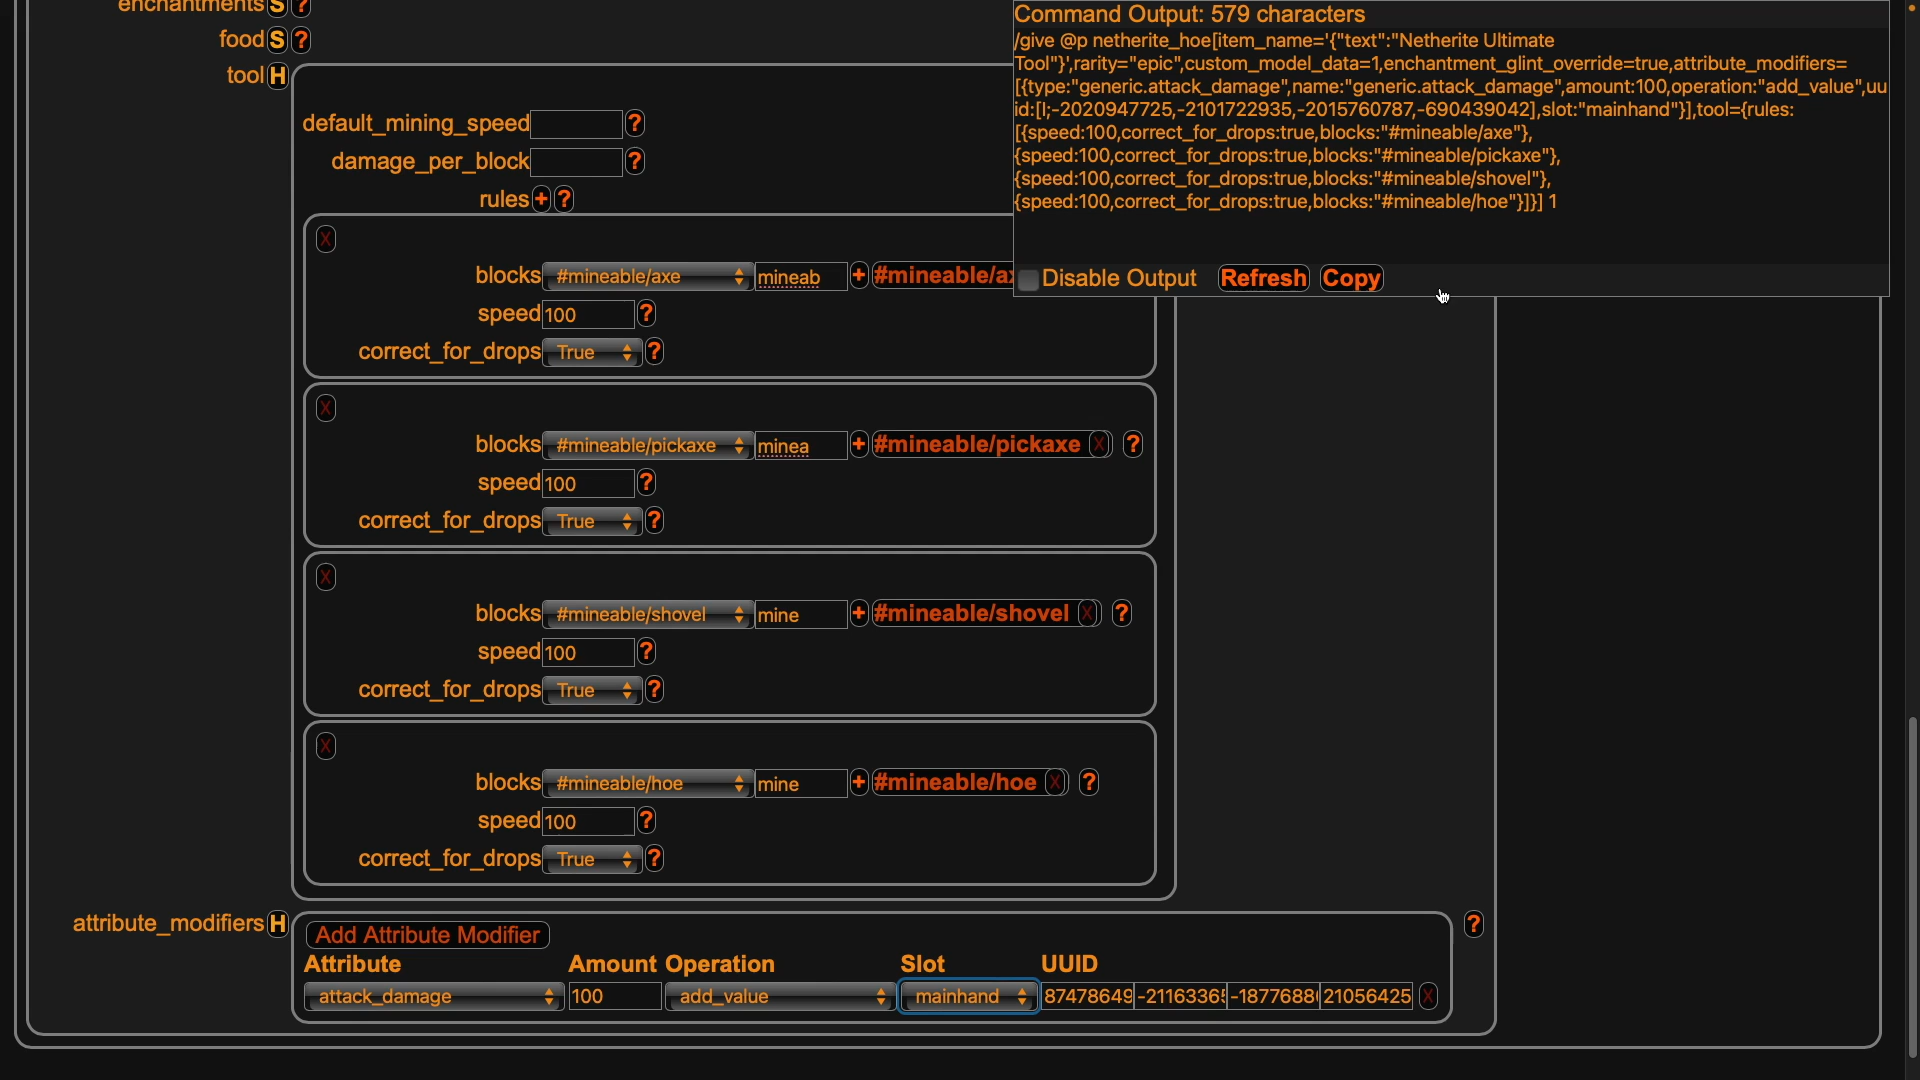 enchantments S ?
food S ?
tool H
default_mining_speed ?
damage_per_block ?
rules + ?
X
blocks #mineable/axe mineab + #mineable/ax
speed 100 ?
correct_for_drops True ?
X
blocks #mineable/pickaxe minea + #mineable/pickaxe X ?
speed 100 ?
correct_for_drops True ?
X
blocks #mineable/shovel mine + #mineable/shovel X ?
speed 100 ?
correct_for_drops True ?
X
blocks #mineable/hoe mine + #mineable/hoe X ?
speed 100 ?
correct_for_drops True ?
attribute_modifiers H ?
Add Attribute Modifier
Attribute Amount Operation Slot UUID
attack_damage 100 add_value mainhand 87478649 -2116336 -1877688 21056425 X
Command Output: 579 characters
/give @p netherite_hoe[item_name='{"text":"Netherite Ultimate
Tool"}',rarity="epic",custom_model_data=1,enchantment_glint_override=true,attribute_modifiers=
[{type:"generic.attack_damage",name:"generic.attack_damage",amount:100,operation:"add_value",uu
id:[I;-2020947725,-2101722935,-2015760787,-690439042],slot:"mainhand"}],tool={rules:
[{speed:100,correct_for_drops:true,blocks:"#mineable/axe"},
{speed:100,correct_for_drops:true,blocks:"#mineable/pickaxe"},
{speed:100,correct_for_drops:true,blocks:"#mineable/shovel"},
{speed:100,correct_for_drops:true,blocks:"#mineable/hoe"}]}] 1
Disable Output Refresh Copy